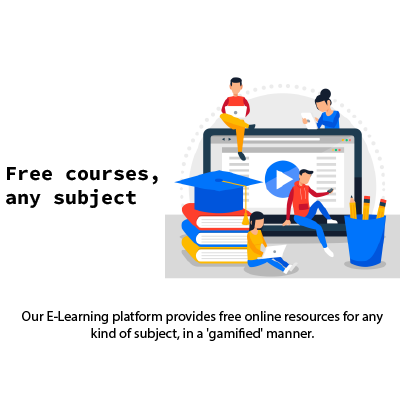 Free courses,
any subject
Our E-Learning platform provides free online resources for any
kind of subject, in a 'gamified' manner.